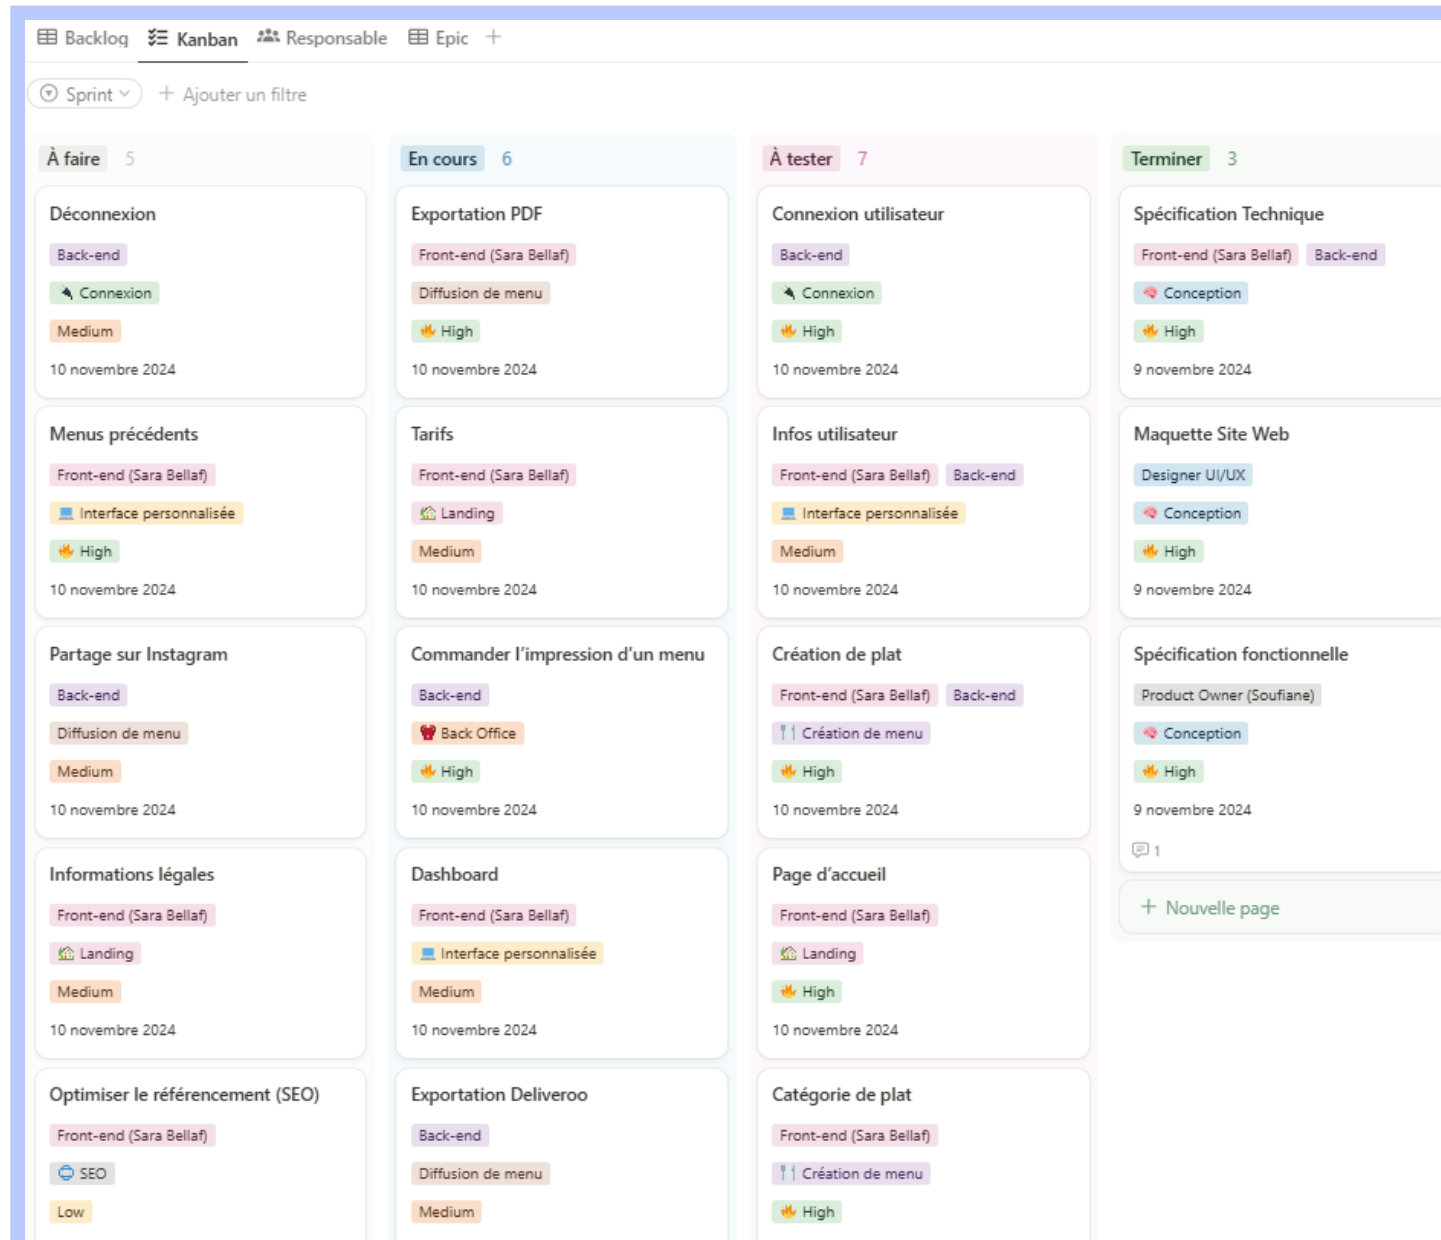 Backlog Kanban Responsable Epic
Sprint Ajouter un filtre
À faire 5
Déconnexion
Back-end
Connexion
Medium
10 novembre 2024
Menus précédents
Front-end (Sara Bellaf)
Interface personnalisée
High
10 novembre 2024
Partage sur Instagram
Back-end
Diffusion de menu
Medium
10 novembre 2024
Informations légales
Front-end (Sara Bellaf)
Landing
Medium
10 novembre 2024
Optimiser le référencement (SEO)
Front-end (Sara Bellaf)
SEO
Low
En cours 6
Exportation PDF
Front-end (Sara Bellaf)
Diffusion de menu
High
10 novembre 2024
Tarifs
Front-end (Sara Bellaf)
Landing
Medium
10 novembre 2024
Commander l’impression d’un menu
Back-end
Back Office
High
10 novembre 2024
Dashboard
Front-end (Sara Bellaf)
Interface personnalisée
Medium
10 novembre 2024
Exportation Deliveroo
Back-end
Diffusion de menu
Medium
À tester 7
Connexion utilisateur
Back-end
Connexion
High
10 novembre 2024
Infos utilisateur
Front-end (Sara Bellaf) Back-end
Interface personnalisée
Medium
10 novembre 2024
Création de plat
Front-end (Sara Bellaf) Back-end
Création de menu
High
10 novembre 2024
Page d’accueil
Front-end (Sara Bellaf)
Landing
High
10 novembre 2024
Catégorie de plat
Front-end (Sara Bellaf)
Création de menu
High
Terminer 3
Spécification Technique
Front-end (Sara Bellaf) Back-end
Conception
High
9 novembre 2024
Maquette Site Web
Designer UI/UX
Conception
High
9 novembre 2024
Spécification fonctionnelle
Product Owner (Soufiane)
Conception
High
9 novembre 2024
1
+ Nouvelle page